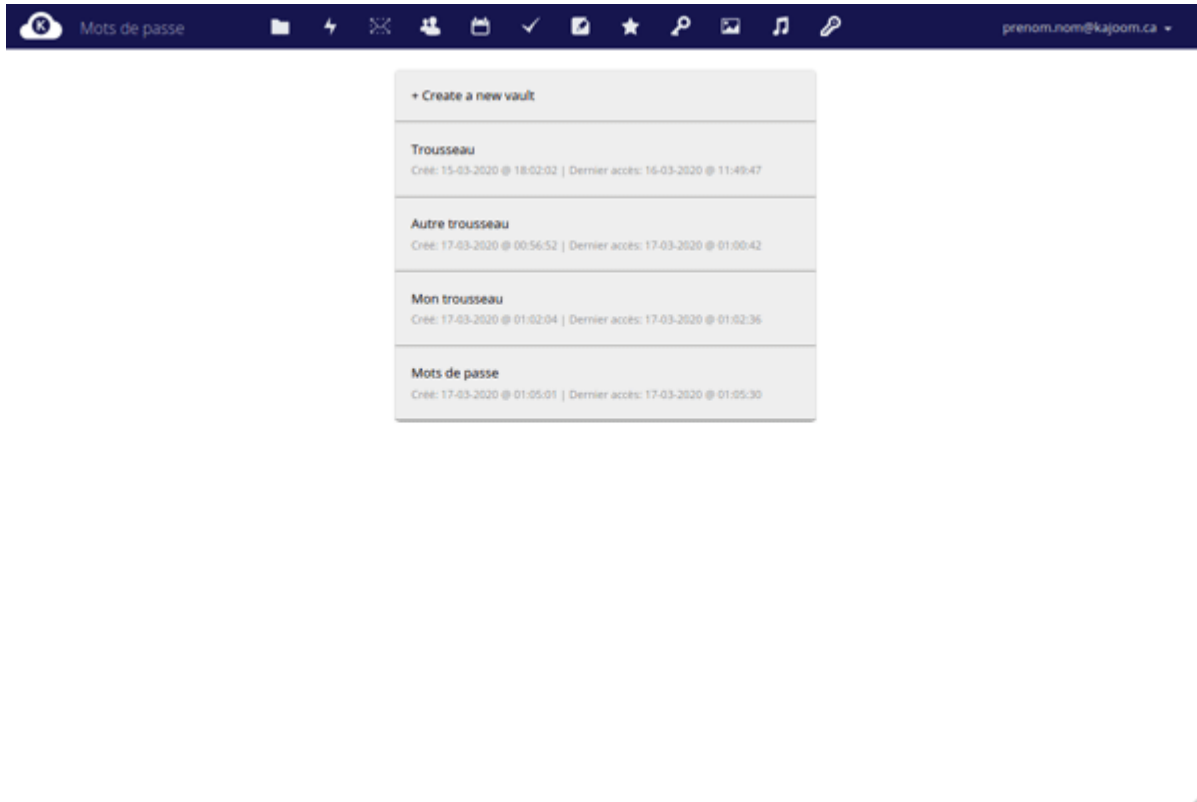 K
Mots de passe
prenom.nom@kajoom.ca
+ Create a new vault
Trousseau
Créé: 15-03-2020 @ 18:02:02 | Dernier accès: 16-03-2020 @ 11:49:47
Autre trousseau
Créé: 17-03-2020 @ 00:56:52 | Dernier accès: 17-03-2020 @ 01:00:42
Mon trousseau
Créé: 17-03-2020 @ 01:02:04 | Dernier accès: 17-03-2020 @ 01:02:36
Mots de passe
Créé: 17-03-2020 @ 01:05:01 | Dernier accès: 17-03-2020 @ 01:05:30